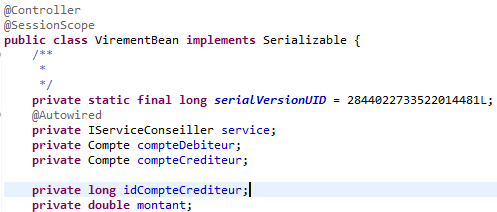 @Controller
@SessionScope
public class VirementBean implements Serializable {
/**
*
*/
private static final long serialVersionUID = 2844022733522014481L;
@Autowired
private IServiceConseiller service;
private Compte compteDebiteur;
private Compte compteCrediteur;
private long idCompteCrediteur;
private double montant;